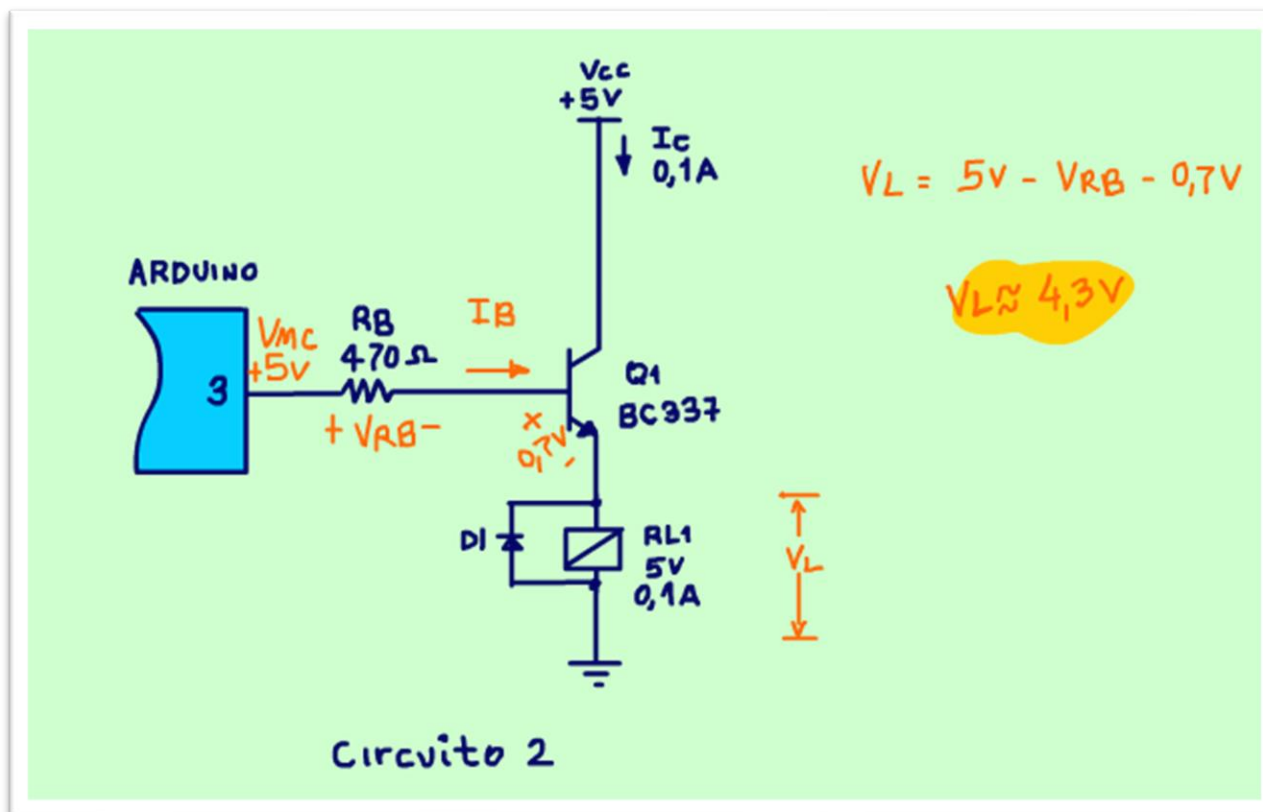 Vcc
+5V
Ic
0,1A
VL = 5V - VRB - 0,7V
VL ≈ 4,3V
ARDUINO
VMC
+5V
3
RB
470Ω
+ VRB -
IB
Q1
BC337
+
0,7V
-
D1
RL1
5V
0,1A
VL
Circuito 2